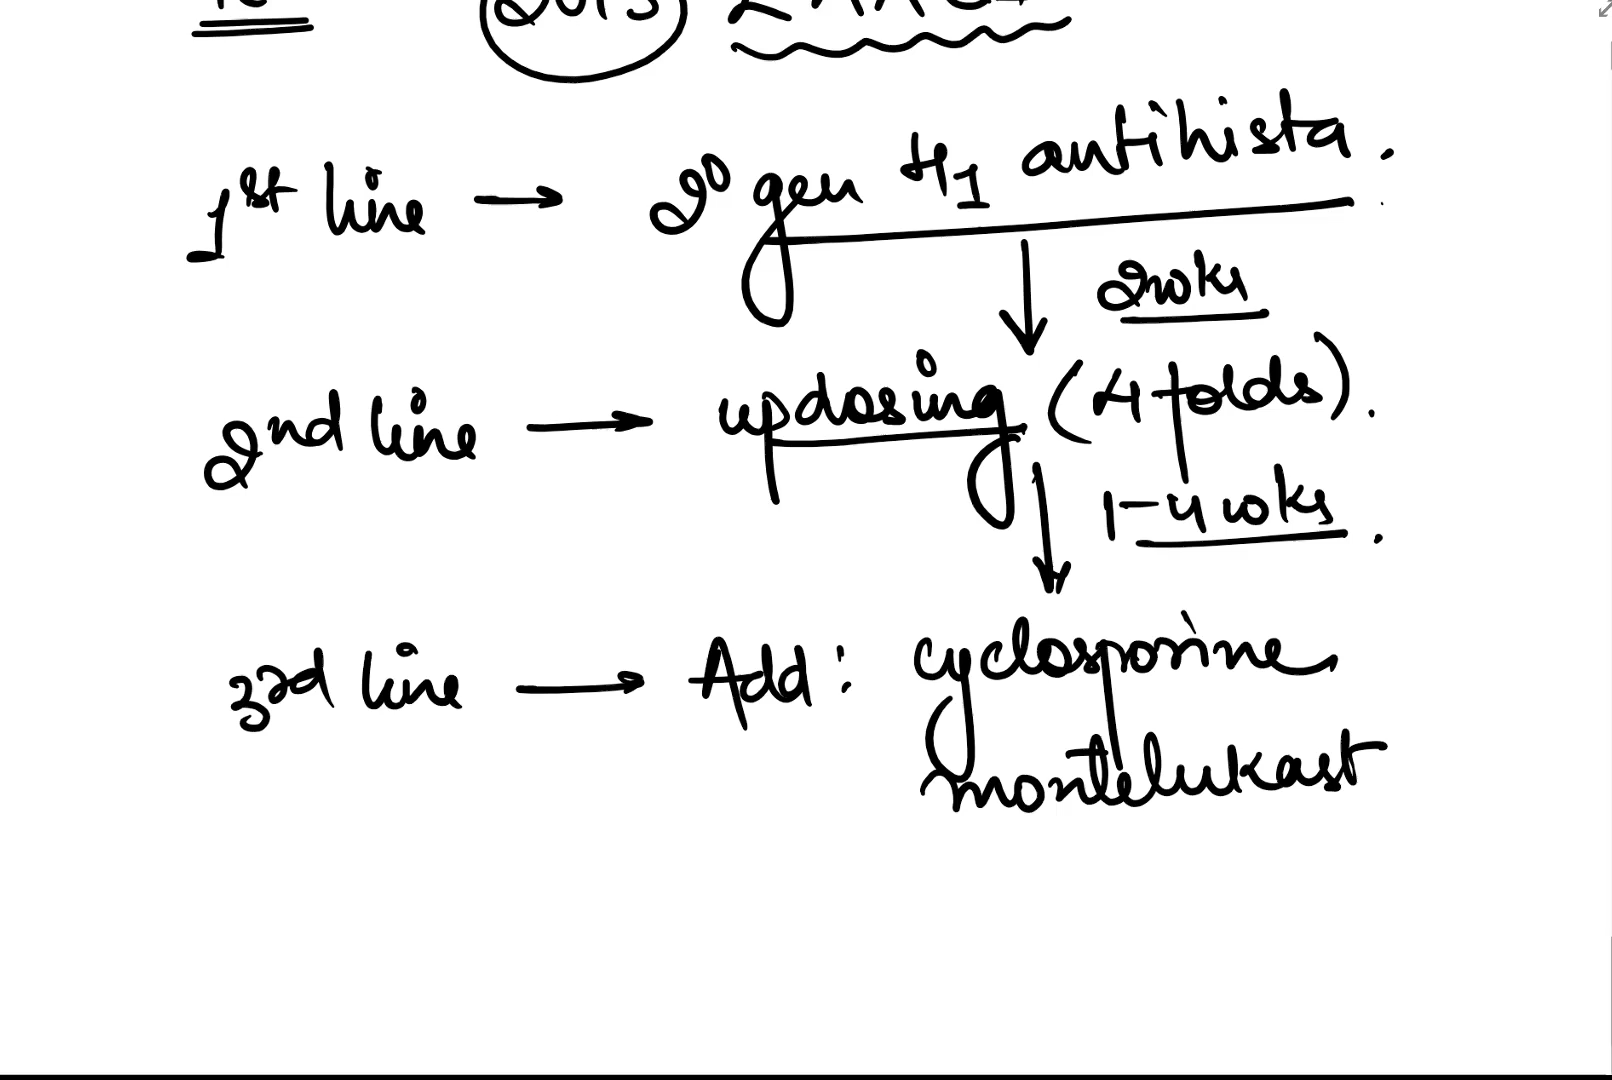 2013
1st line → 2° gen H1 antihista.
2wks
2nd line → updosing (4 folds).
1-4 wks.
3rd line → Add: cyclosporine
montelukast